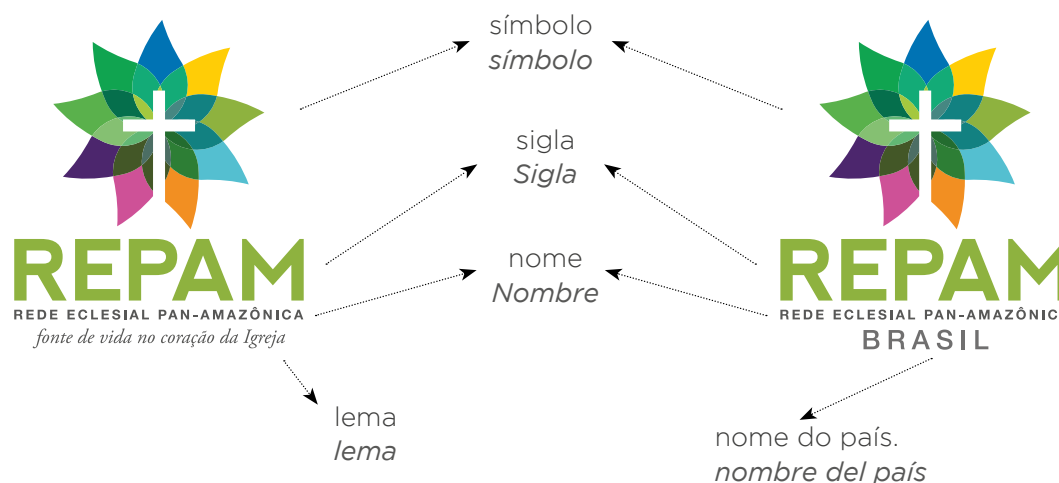 símbolo
símbolo
sigla
Sigla
nome
Nombre
REPAM
REDE ECLESIAL PAN-AMAZÔNICA
fonte de vida no coração da Igreja
lema
lema
REPAM
REDE ECLESIAL PAN-AMAZÔNIC
BRASIL
nome do país.
nombre del país